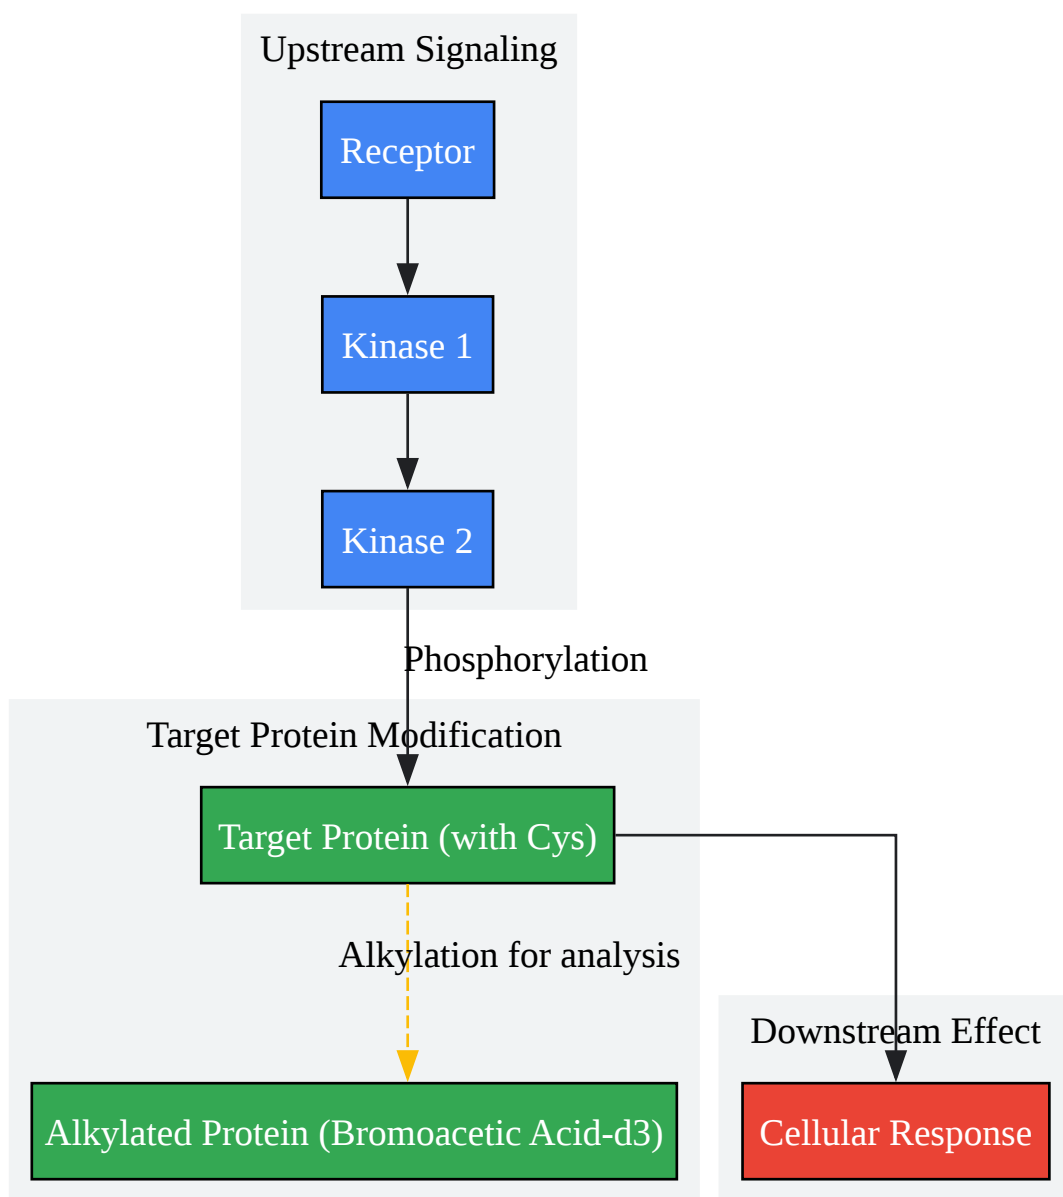 Upstream Signaling
Receptor
Kinase 1
Kinase 2
Phosphorylation
Target Protein Modification
Target Protein (with Cys)
Alkylation for analysis
Downstream Effect
Alkylated Protein (Bromoacetic Acid-d3)
Cellular Response